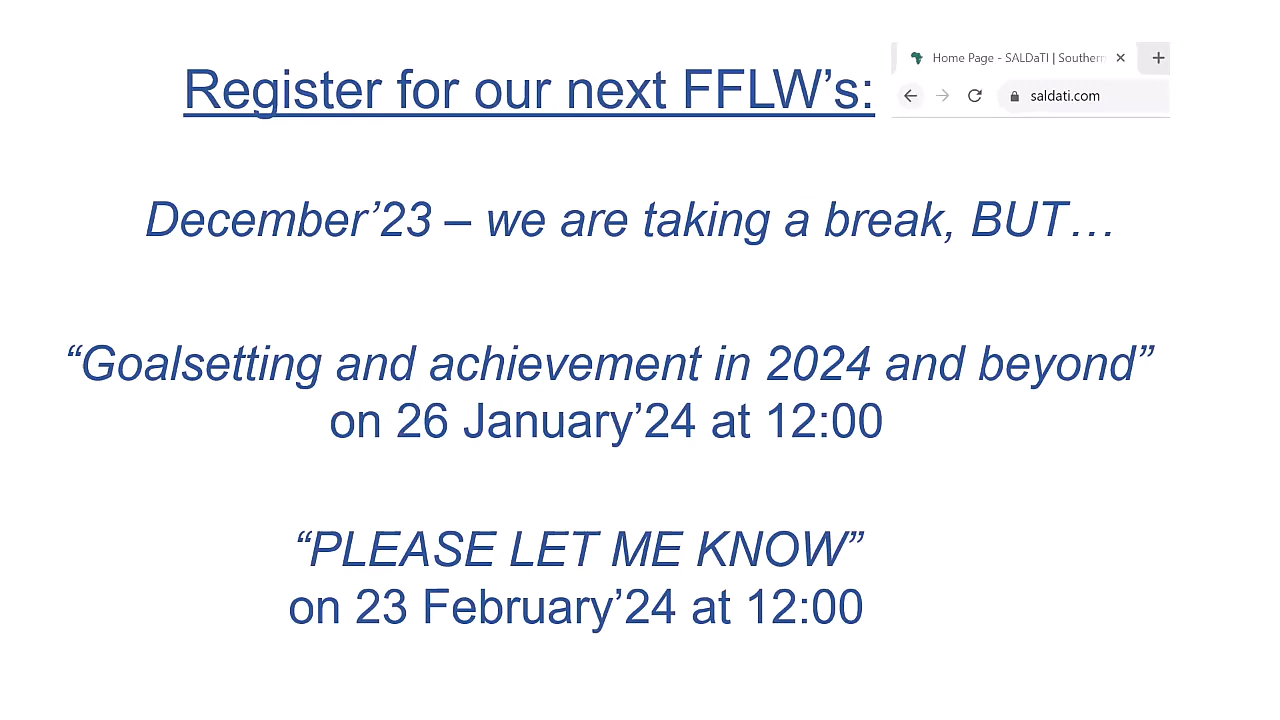 Register for our next FFLW’s:
Home Page - SALDaTI | Southern
saldati.com
December’23 – we are taking a break, BUT…
“Goalsetting and achievement in 2024 and beyond”
on 26 January’24 at 12:00
“PLEASE LET ME KNOW”
on 23 February’24 at 12:00